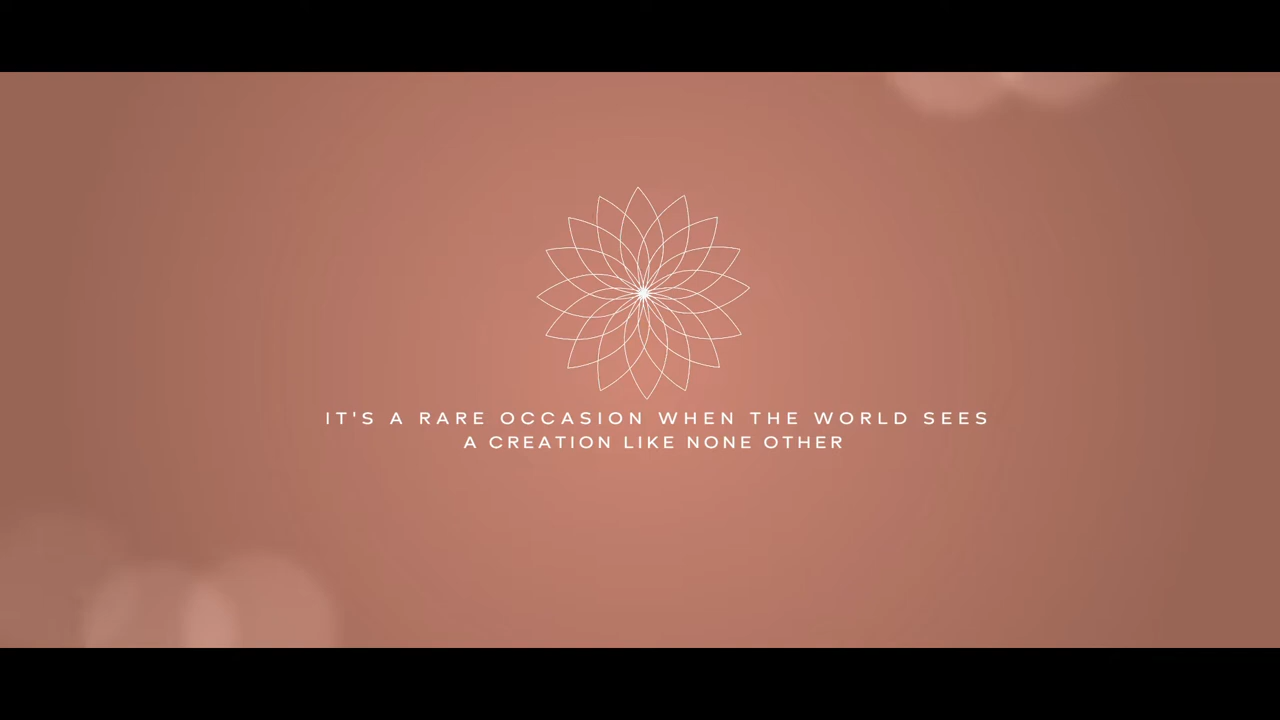 IT'S A RARE OCCASION WHEN THE WORLD SEES
A CREATION LIKE NONE OTHER